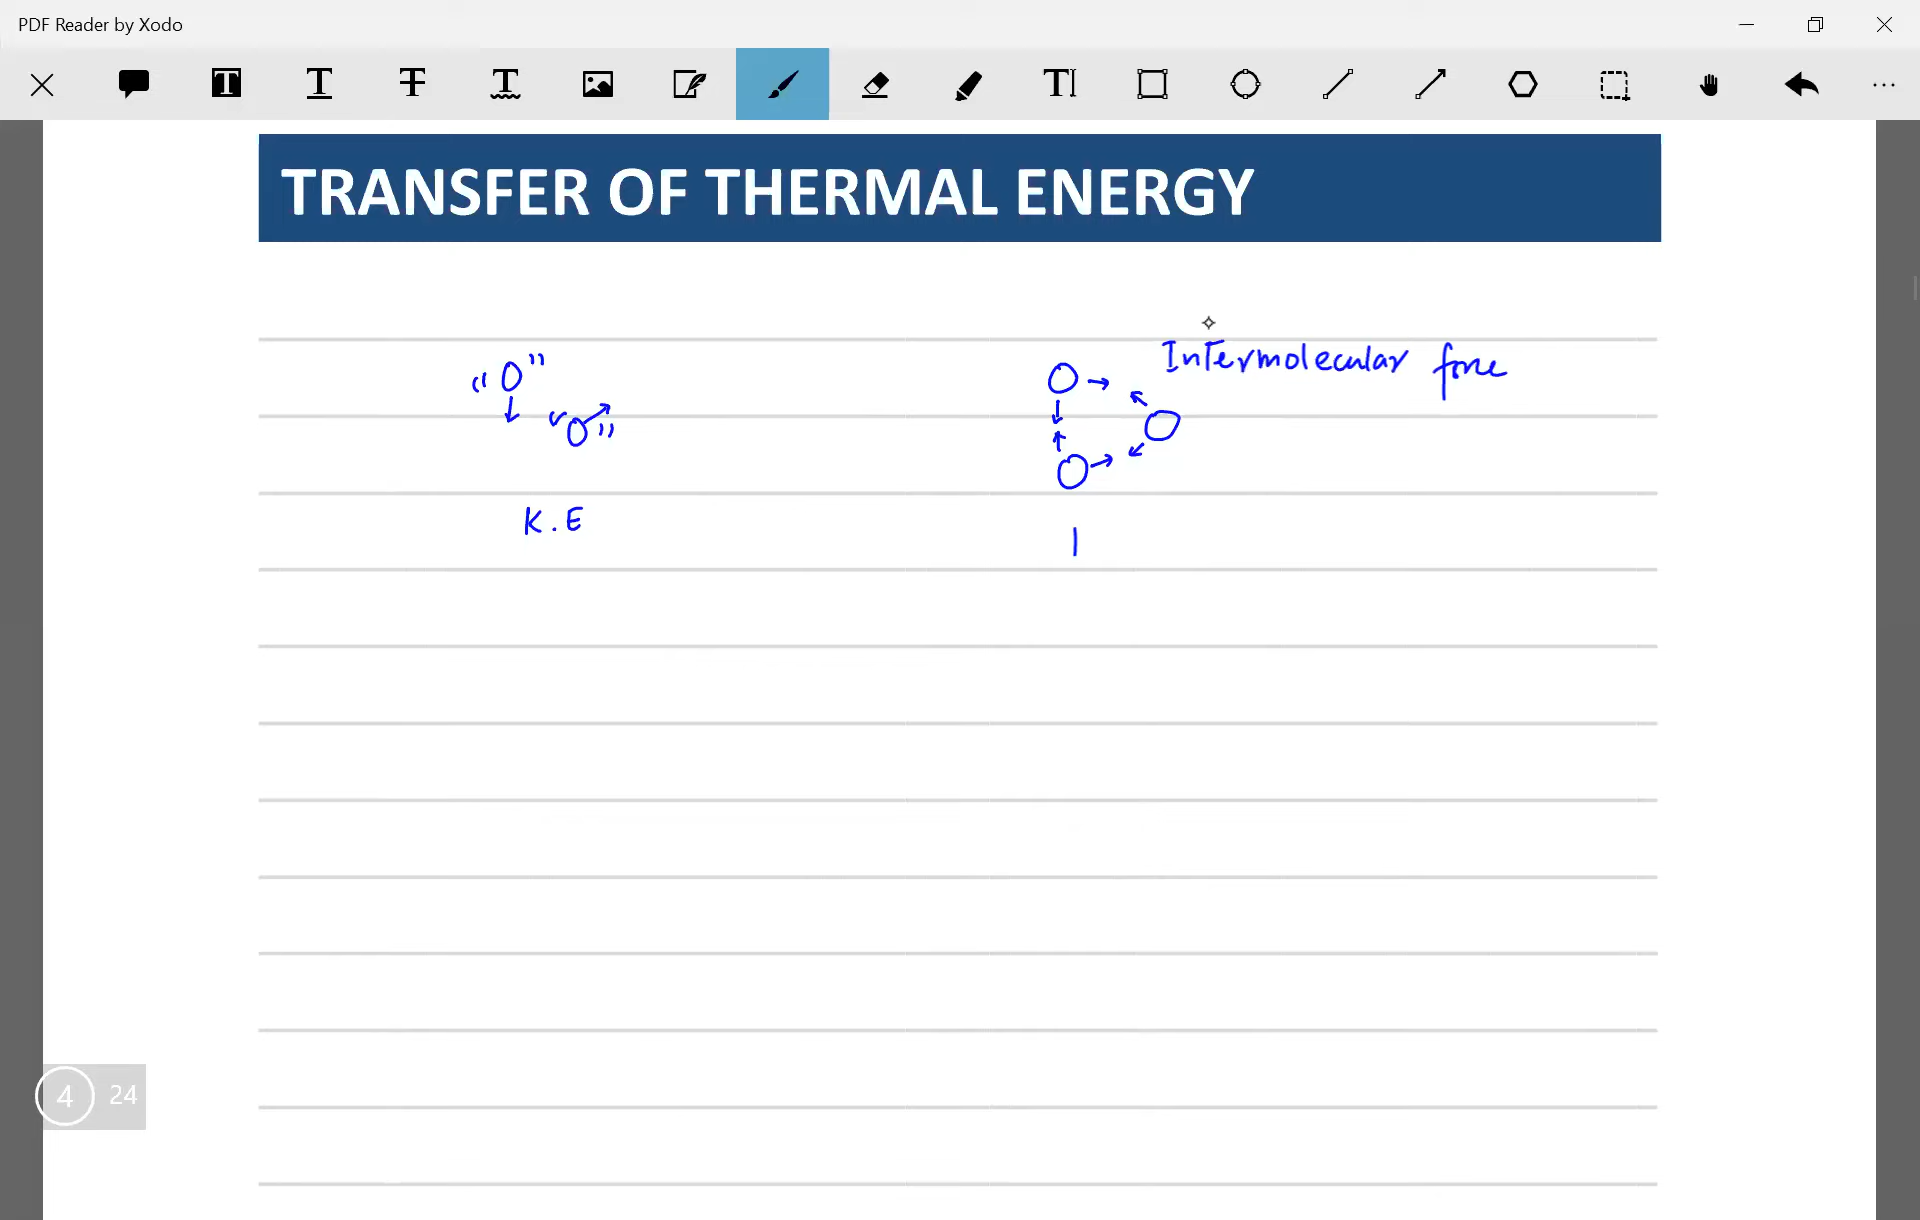 PDF Reader by Xodo
TRANSFER OF THERMAL ENERGY
Intermolecular force
K.E
4 24